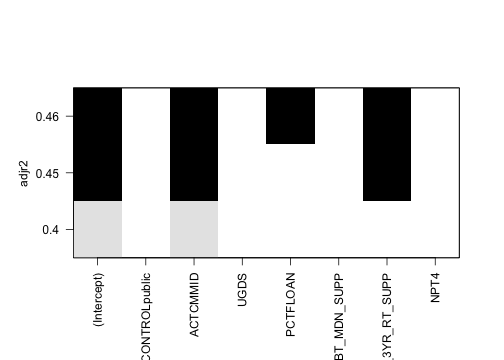 adjr2
0.46
0.45
0.4
(Intercept)
CONTROLpublic
ACTCMMID
UGDS
PCTFLOAN
BT_MDN_SUPP
3YR_RT_SUPP
NPT4